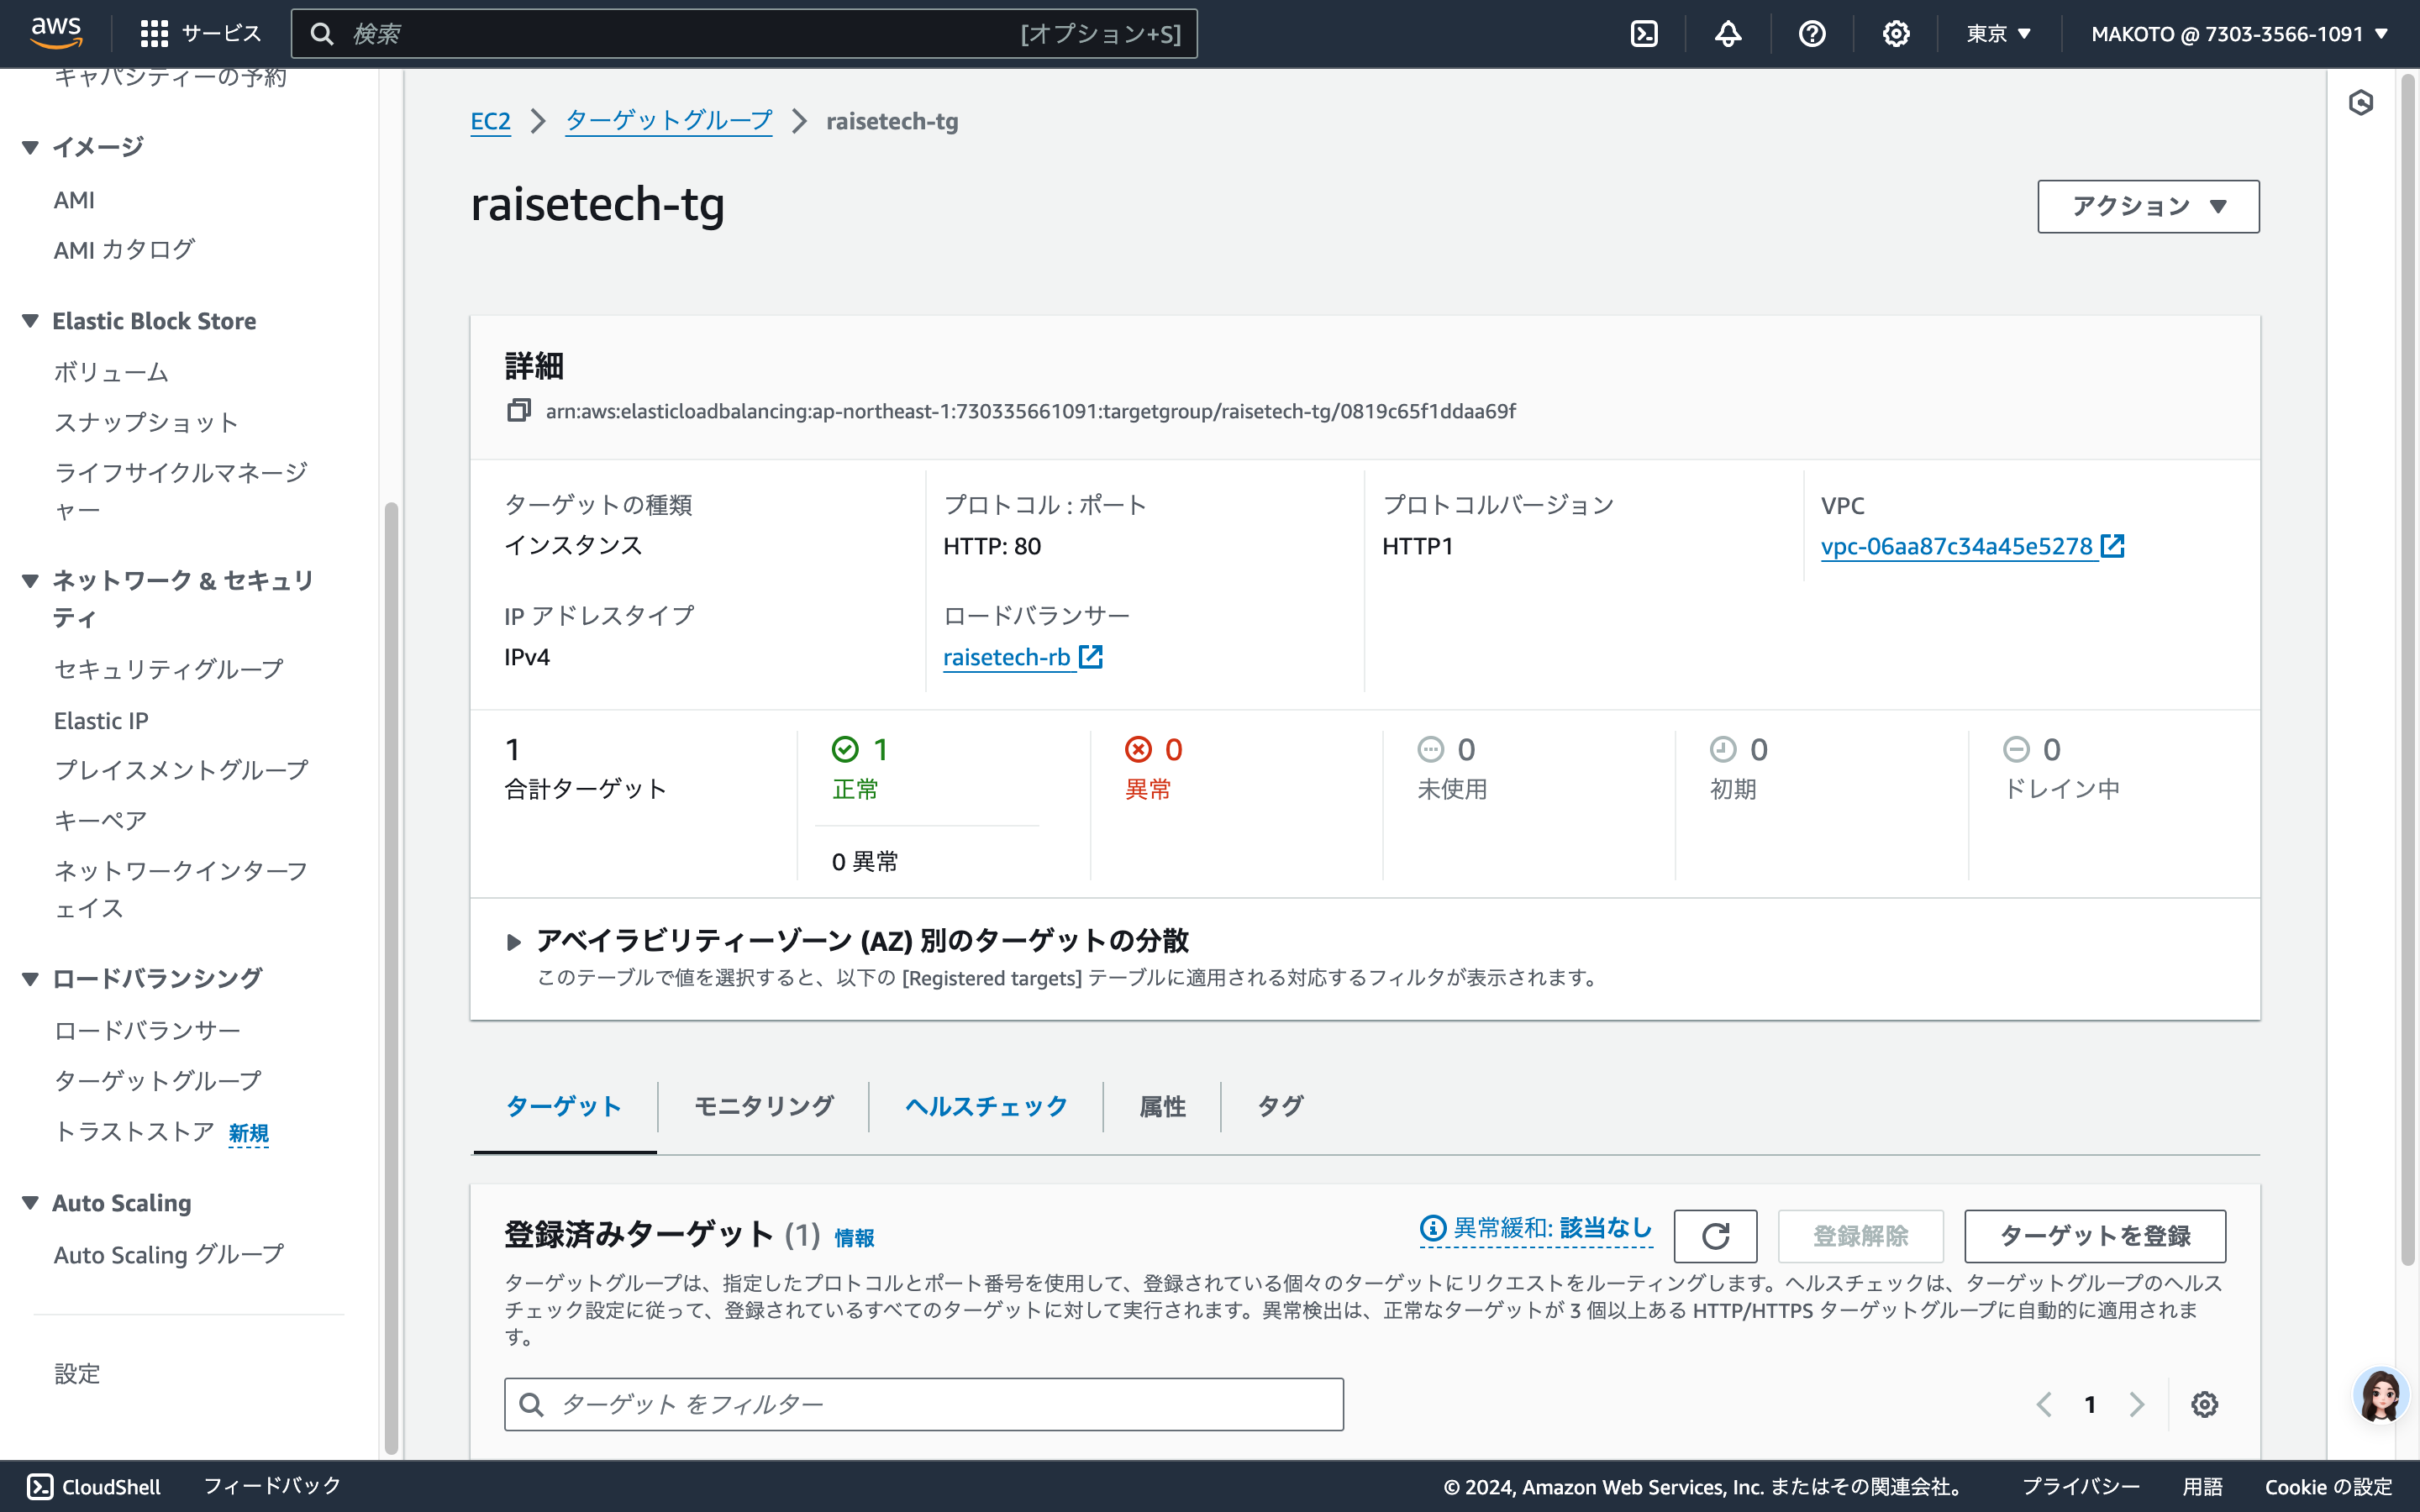 aws
サービス
検索
[オプション+S]
東京 ▼
MAKOTO @ 7303-3566-1091 ▼
キャパシティーの予約
イメージ
AMI
AMI カタログ
Elastic Block Store
ボリューム
スナップショット
ライフサイクルマネージ
ャー
ネットワーク & セキュリ
ティ
セキュリティグループ
Elastic IP
プレイスメントグループ
キーペア
ネットワークインターフ
ェイス
ロードバランシング
ロードバランサー
ターゲットグループ
トラストストア 新規
Auto Scaling
Auto Scaling グループ
設定
EC2 > ターゲットグループ > raisetech-tg
raisetech-tg
アクション ▼
詳細
arn:aws:elasticloadbalancing:ap-northeast-1:730335661091:targetgroup/raisetech-tg/0819c65f1ddaa69f
ターゲットの種類
インスタンス
プロトコル : ポート
HTTP: 80
プロトコルバージョン
HTTP1
VPC
vpc-06aa87c34a45e5278
IP アドレスタイプ
IPv4
ロードバランサー
raisetech-rb
1
合計ターゲット
1
正常
0 異常
0
異常
0
未使用
0
初期
0
ドレイン中
アベイラビリティーゾーン (AZ) 別のターゲットの分散
このテーブルで値を選択すると、以下の [Registered targets] テーブルに適用される対応するフィルタが表示されます。
ターゲット
モニタリング
ヘルスチェック
属性
タグ
登録済みターゲット (1) 情報
異常緩和: 該当なし
登録解除
ターゲットを登録
ターゲットグループは、指定したプロトコルとポート番号を使用して、登録されている個々のターゲットにリクエストをルーティングします。ヘルスチェックは、ターゲットグループのヘルス
チェック設定に従って、登録されているすべてのターゲットに対して実行されます。異常検出は、正常なターゲットが 3 個以上ある HTTP/HTTPS ターゲットグループに自動的に適用されま
す。
ターゲット をフィルター
1
CloudShell
フィードバック
© 2024, Amazon Web Services, Inc. またはその関連会社。
プライバシー
用語
Cookie の設定